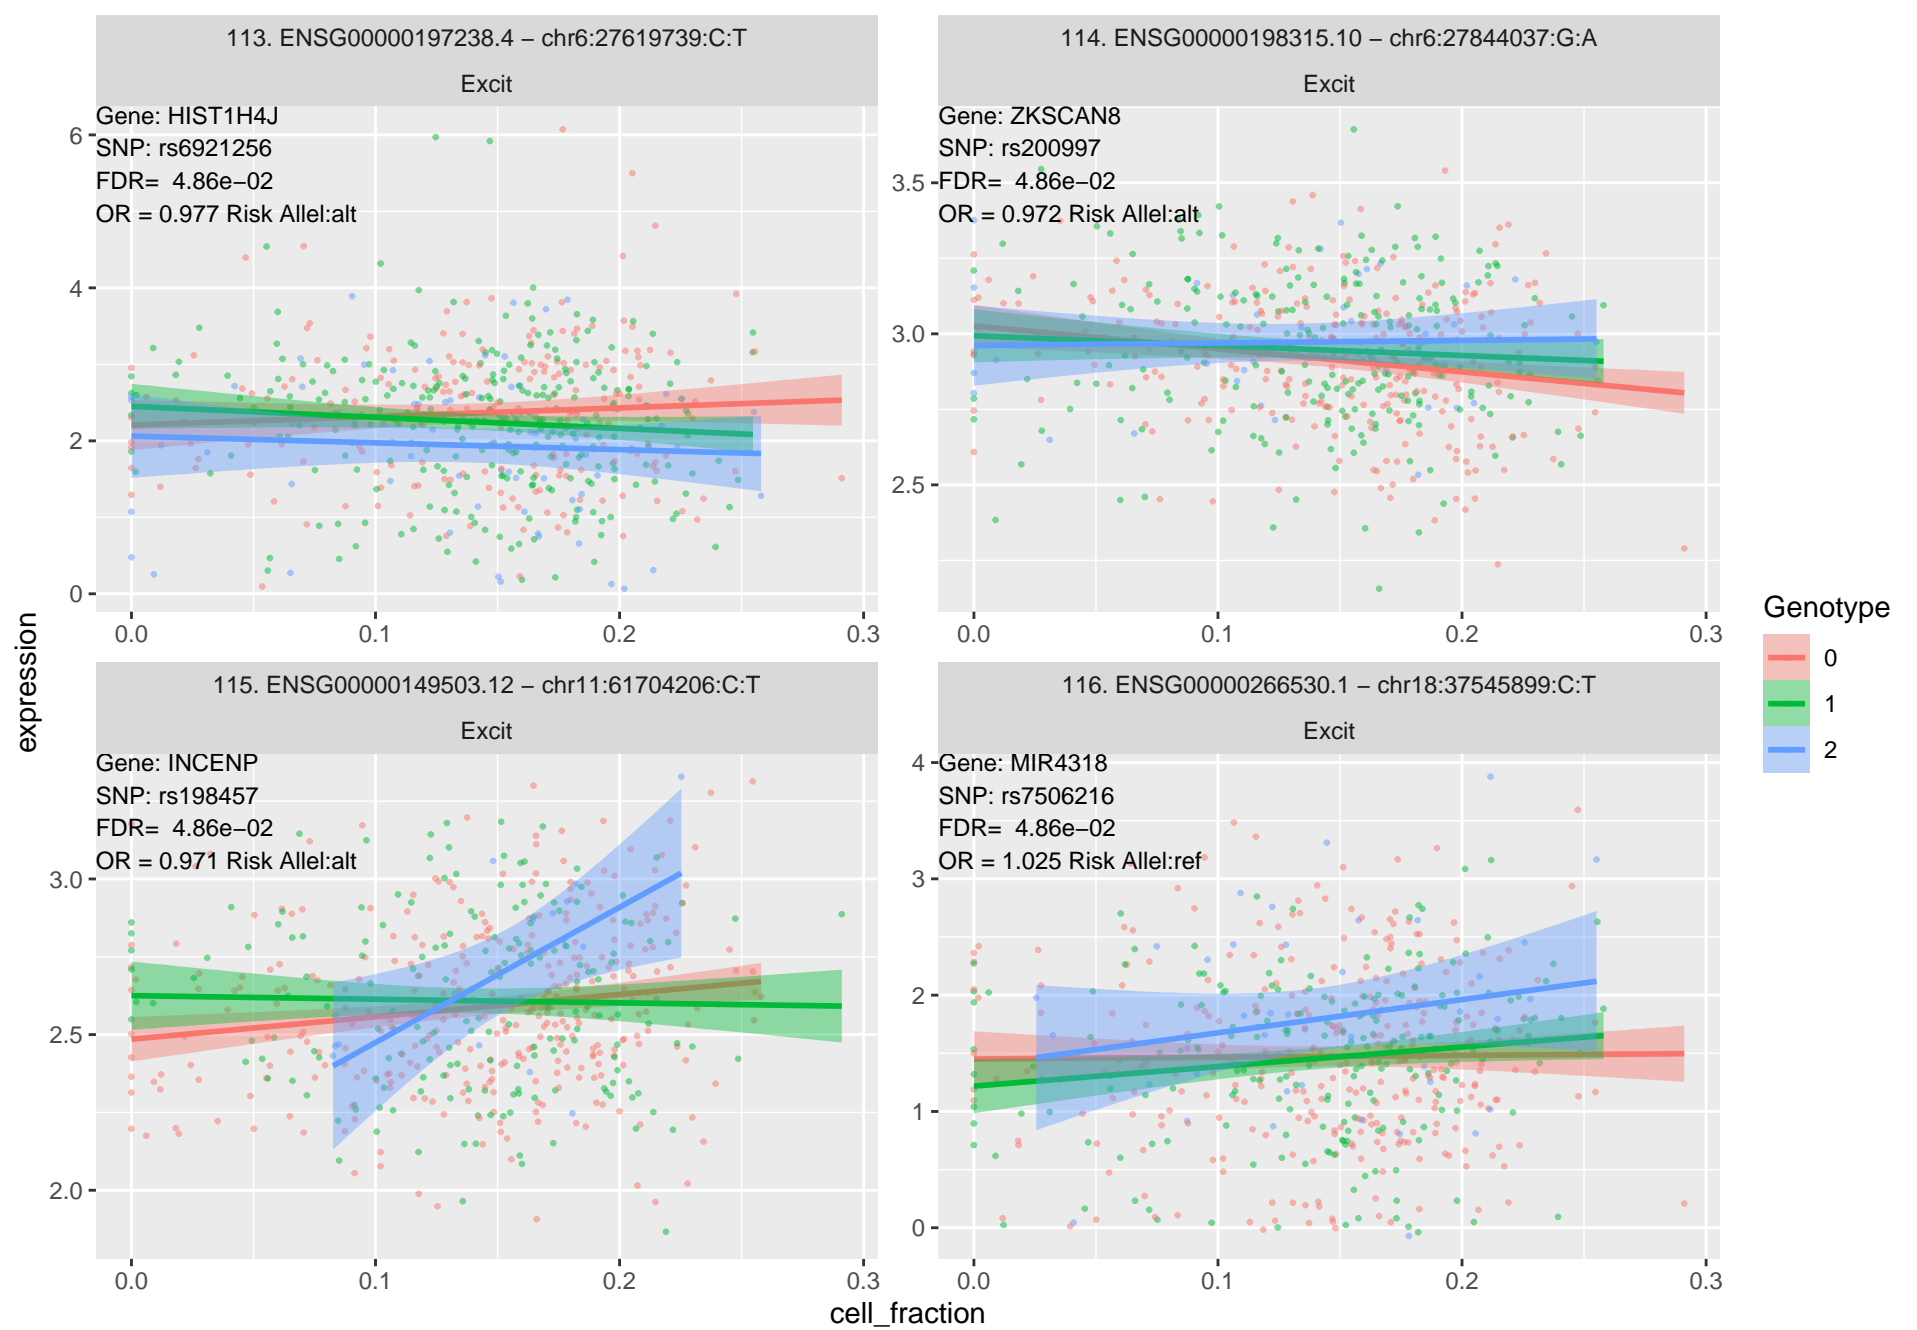 113. ENSG00000197238.4 − chr6:27619739:C:T
Excit
Gene: HIST1H4J
SNP: rs6921256
FDR= 4.86e−02
OR = 0.977 Risk Allel:alt
6
4
2
0
0.0 0.1 0.2 0.3
114. ENSG00000198315.10 − chr6:27844037:G:A
Excit
Gene: ZKSCAN8
SNP: rs200997
FDR= 4.86e−02
OR = 0.972 Risk Allel:alt
3.5
3.0
2.5
0.0 0.1 0.2 0.3
115. ENSG00000149503.12 − chr11:61704206:C:T
Excit
Gene: INCENP
SNP: rs198457
FDR= 4.86e−02
OR = 0.971 Risk Allel:alt
3.0
2.5
2.0
0.0 0.1 0.2 0.3
116. ENSG00000266530.1 − chr18:37545899:C:T
Excit
Gene: MIR4318
SNP: rs7506216
FDR= 4.86e−02
OR = 1.025 Risk Allel:ref
4
3
2
1
0
0.0 0.1 0.2 0.3
expression
cell_fraction
Genotype
0
1
2